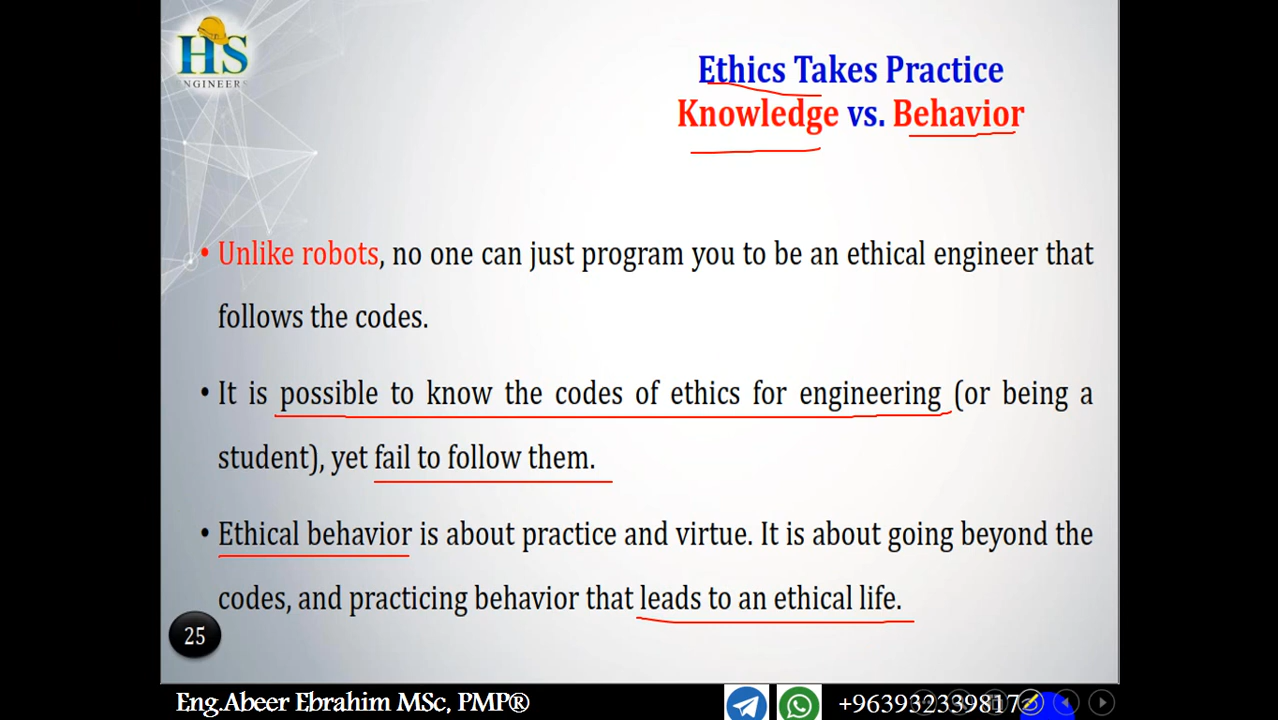 HS
ENGINEERS
Ethics Takes Practice
Knowledge vs. Behavior
• Unlike robots, no one can just program you to be an ethical engineer that
follows the codes.
• It is possible to know the codes of ethics for engineering (or being a
student), yet fail to follow them.
• Ethical behavior is about practice and virtue. It is about going beyond the
codes, and practicing behavior that leads to an ethical life.
25
Eng.Abeer Ebrahim MSc, PMP®
+963932339817